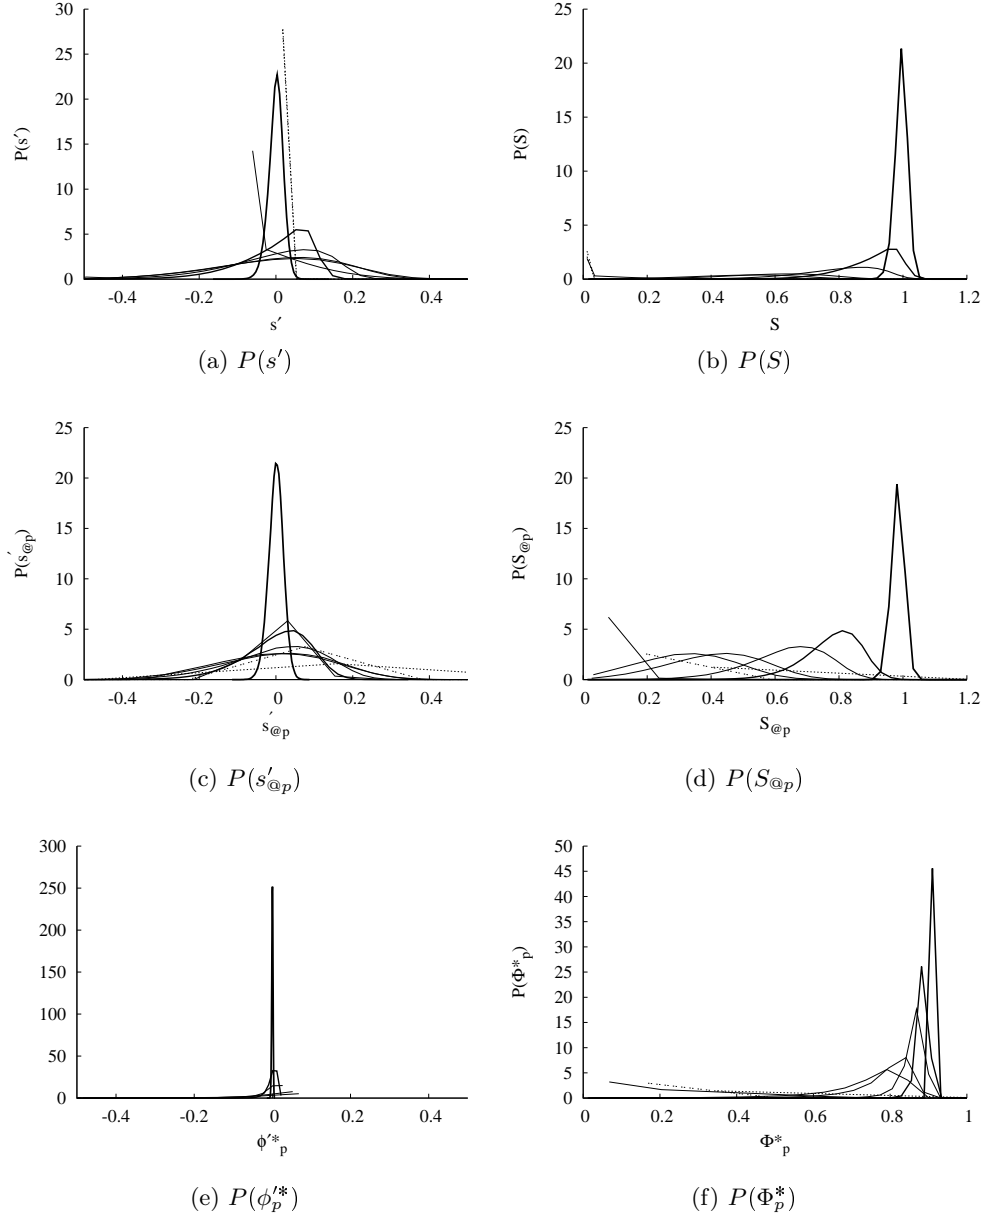 30
25
20
15
10
5
0
-0.4 -0.2 0 0.2 0.4
P(s′)
s′
(a) P(s′)
25
20
15
10
5
0
0 0.2 0.4 0.6 0.8 1 1.2
P(S)
S
(b) P(S)
25
20
15
10
5
0
-0.4 -0.2 0 0.2 0.4
P(s′@p)
s′@p
(c) P(s′@p)
25
20
15
10
5
0
0 0.2 0.4 0.6 0.8 1 1.2
P(S@p)
S@p
(d) P(S@p)
300
250
200
150
100
50
0
-0.4 -0.2 0 0.2 0.4
ϕ′*p
(e) P(ϕ′*p)
50
45
40
35
30
25
20
15
10
5
0
0 0.2 0.4 0.6 0.8 1
P(Φ*p)
Φ*p
(f) P(Φ*p)